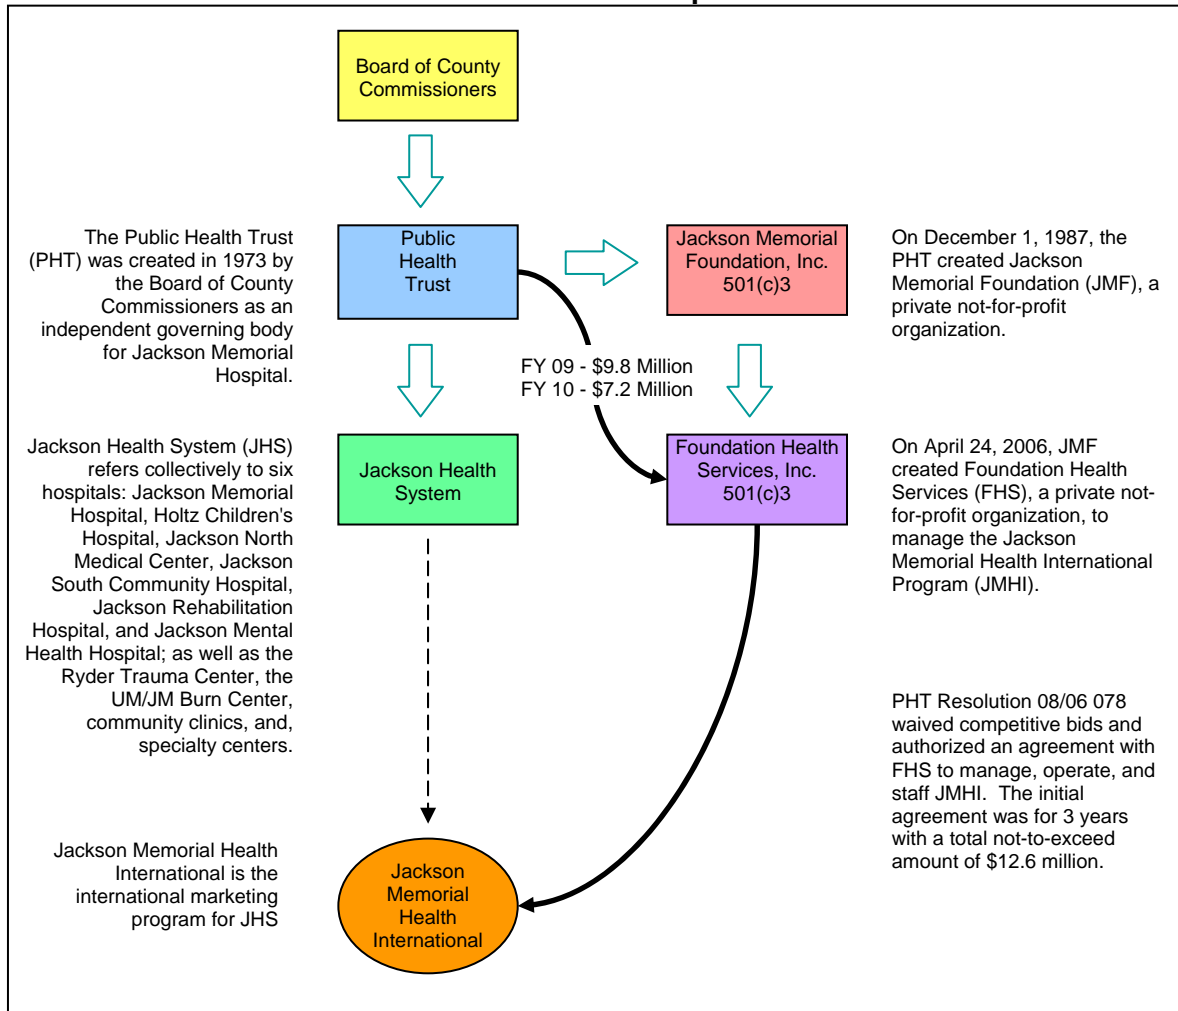 Board of County
Commissioners
The Public Health Trust
(PHT) was created in 1973 by
the Board of County
Commissioners as an
independent governing body
for Jackson Memorial
Hospital.
Public
Health
Trust
Jackson Memorial
Foundation, Inc.
501(c)3
On December 1, 1987, the
PHT created Jackson
Memorial Foundation (JMF), a
private not-for-profit
organization.
FY 09 - $9.8 Million
FY 10 - $7.2 Million
Jackson Health System (JHS)
refers collectively to six
hospitals: Jackson Memorial
Hospital, Holtz Children's
Hospital, Jackson North
Medical Center, Jackson
South Community Hospital,
Jackson Rehabilitation
Hospital, and Jackson Mental
Health Hospital; as well as the
Ryder Trauma Center, the
UM/JM Burn Center,
community clinics, and,
specialty centers.
Jackson Health
System
Foundation Health
Services, Inc.
501(c)3
On April 24, 2006, JMF
created Foundation Health
Services (FHS), a private not-
for-profit organization, to
manage the Jackson
Memorial Health International
Program (JMHI).
PHT Resolution 08/06 078
waived competitive bids and
authorized an agreement with
FHS to manage, operate, and
staff JMHI.  The initial
agreement was for 3 years
with a total not-to-exceed
amount of $12.6 million.
Jackson Memorial Health
International is the
international marketing
program for JHS
Jackson
Memorial
Health
International